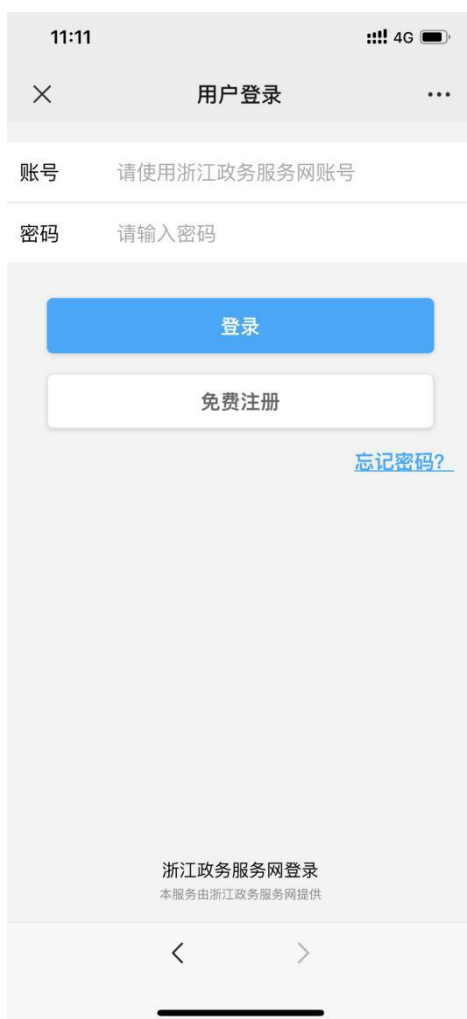 11:11 4G
用户登录
账号 请使用浙江政务服务网账号
密码 请输入密码
登录
免费注册
忘记密码?
浙江政务服务网登录
本服务由浙江政务服务网提供